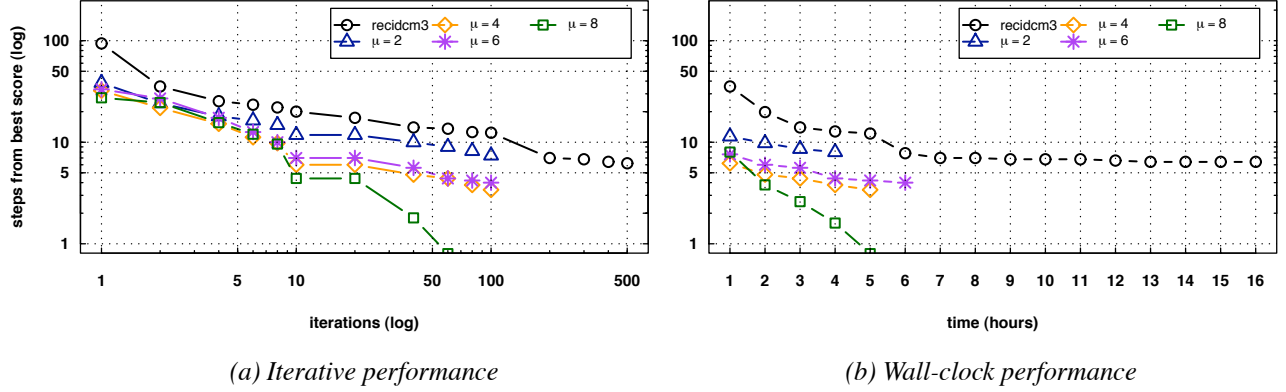 recidcm3
μ = 2
μ = 4
μ = 6
μ = 8
steps from best score (log)
100
50
10
5
1
1 5 10 50 100 500
iterations (log)
(a) Iterative performance
recidcm3
μ = 2
μ = 4
μ = 6
μ = 8
100
50
10
5
1
1 2 3 4 5 6 7 8 9 10 11 12 13 14 15 16
time (hours)
(b) Wall-clock performance